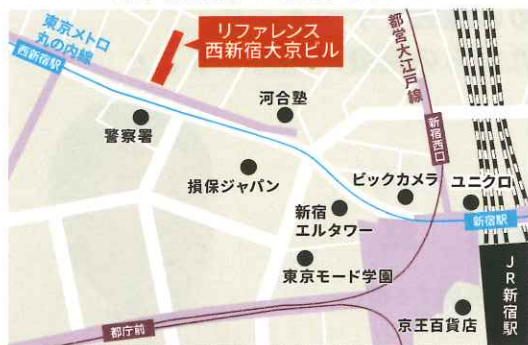 東京メトロ
丸の内線
西新宿駅
リファレンス
西新宿大京ビル
都営大江戸線
河合塾
警察署
新宿西口
損保ジャパン
ビックカメラ
ユニクロ
新宿
エルタワー
新宿駅
東京モード学園
JR新宿駅
都庁前
京王百貨店